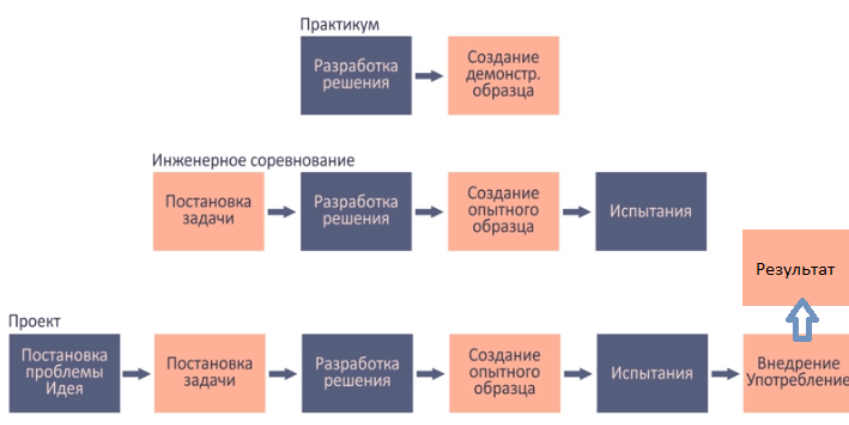 Практикум
Разработка
решения
Создание
демонстр.
образца
Инженерное соревнование
Постановка
задачи
Разработка
решения
Создание
опытного
образца
Испытания
Результат
Проект
Постановка
проблемы
Идея
Постановка
задачи
Разработка
решения
Создание
опытного
образца
Испытания
Внедрение
Употребление